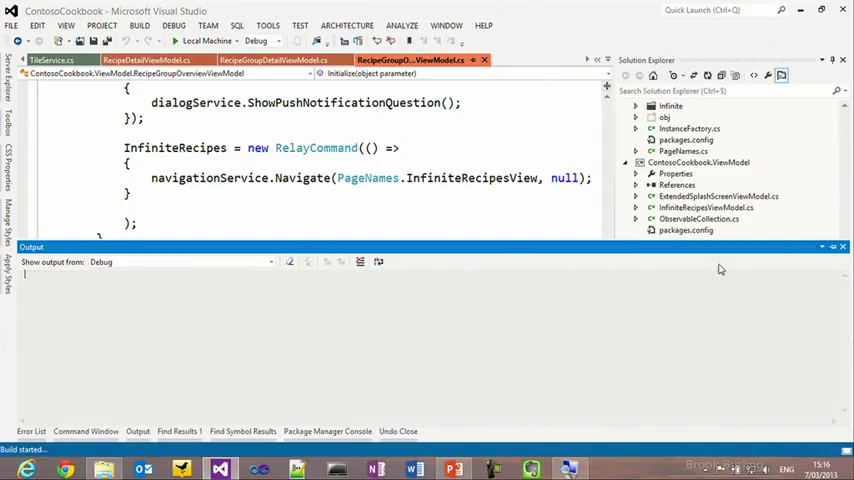 ContosoCookbook - Microsoft Visual Studio
Quick Launch (Ctrl+Q)
FILE EDIT VIEW PROJECT BUILD DEBUG TEAM SQL TOOLS TEST ARCHITECTURE ANALYZE WINDOW HELP
Local Machine Debug
Server Explorer
Toolbox
CSS Properties
Manage Styles
Apply Styles
TileService.cs RecipeDetailViewModel.cs RecipeGroupDetailViewModel.cs RecipeGroupO...ViewModel.cs
ContosoCookbook.ViewModel.RecipeGroupOverviewViewModel Initialize(object parameter)
{
dialogService.ShowPushNotificationQuestion();
});
InfiniteRecipes = new RelayCommand(() =>
{
navigationService.Navigate(PageNames.InfiniteRecipesView, null);
}
);
}
Solution Explorer
Search Solution Explorer (Ctrl+;)
Infinite
obj
InstanceFactory.cs
packages.config
PageNames.cs
ContosoCookbook.ViewModel
Properties
References
ExtendedSplashScreenViewModel.cs
InfiniteRecipesViewModel.cs
ObservableCollection.cs
packages.config
Output
Show output from: Debug
Error List Command Window Output Find Results 1 Find Symbol Results Package Manager Console Undo Close
Build started...
ENG
15:16
7/03/2013